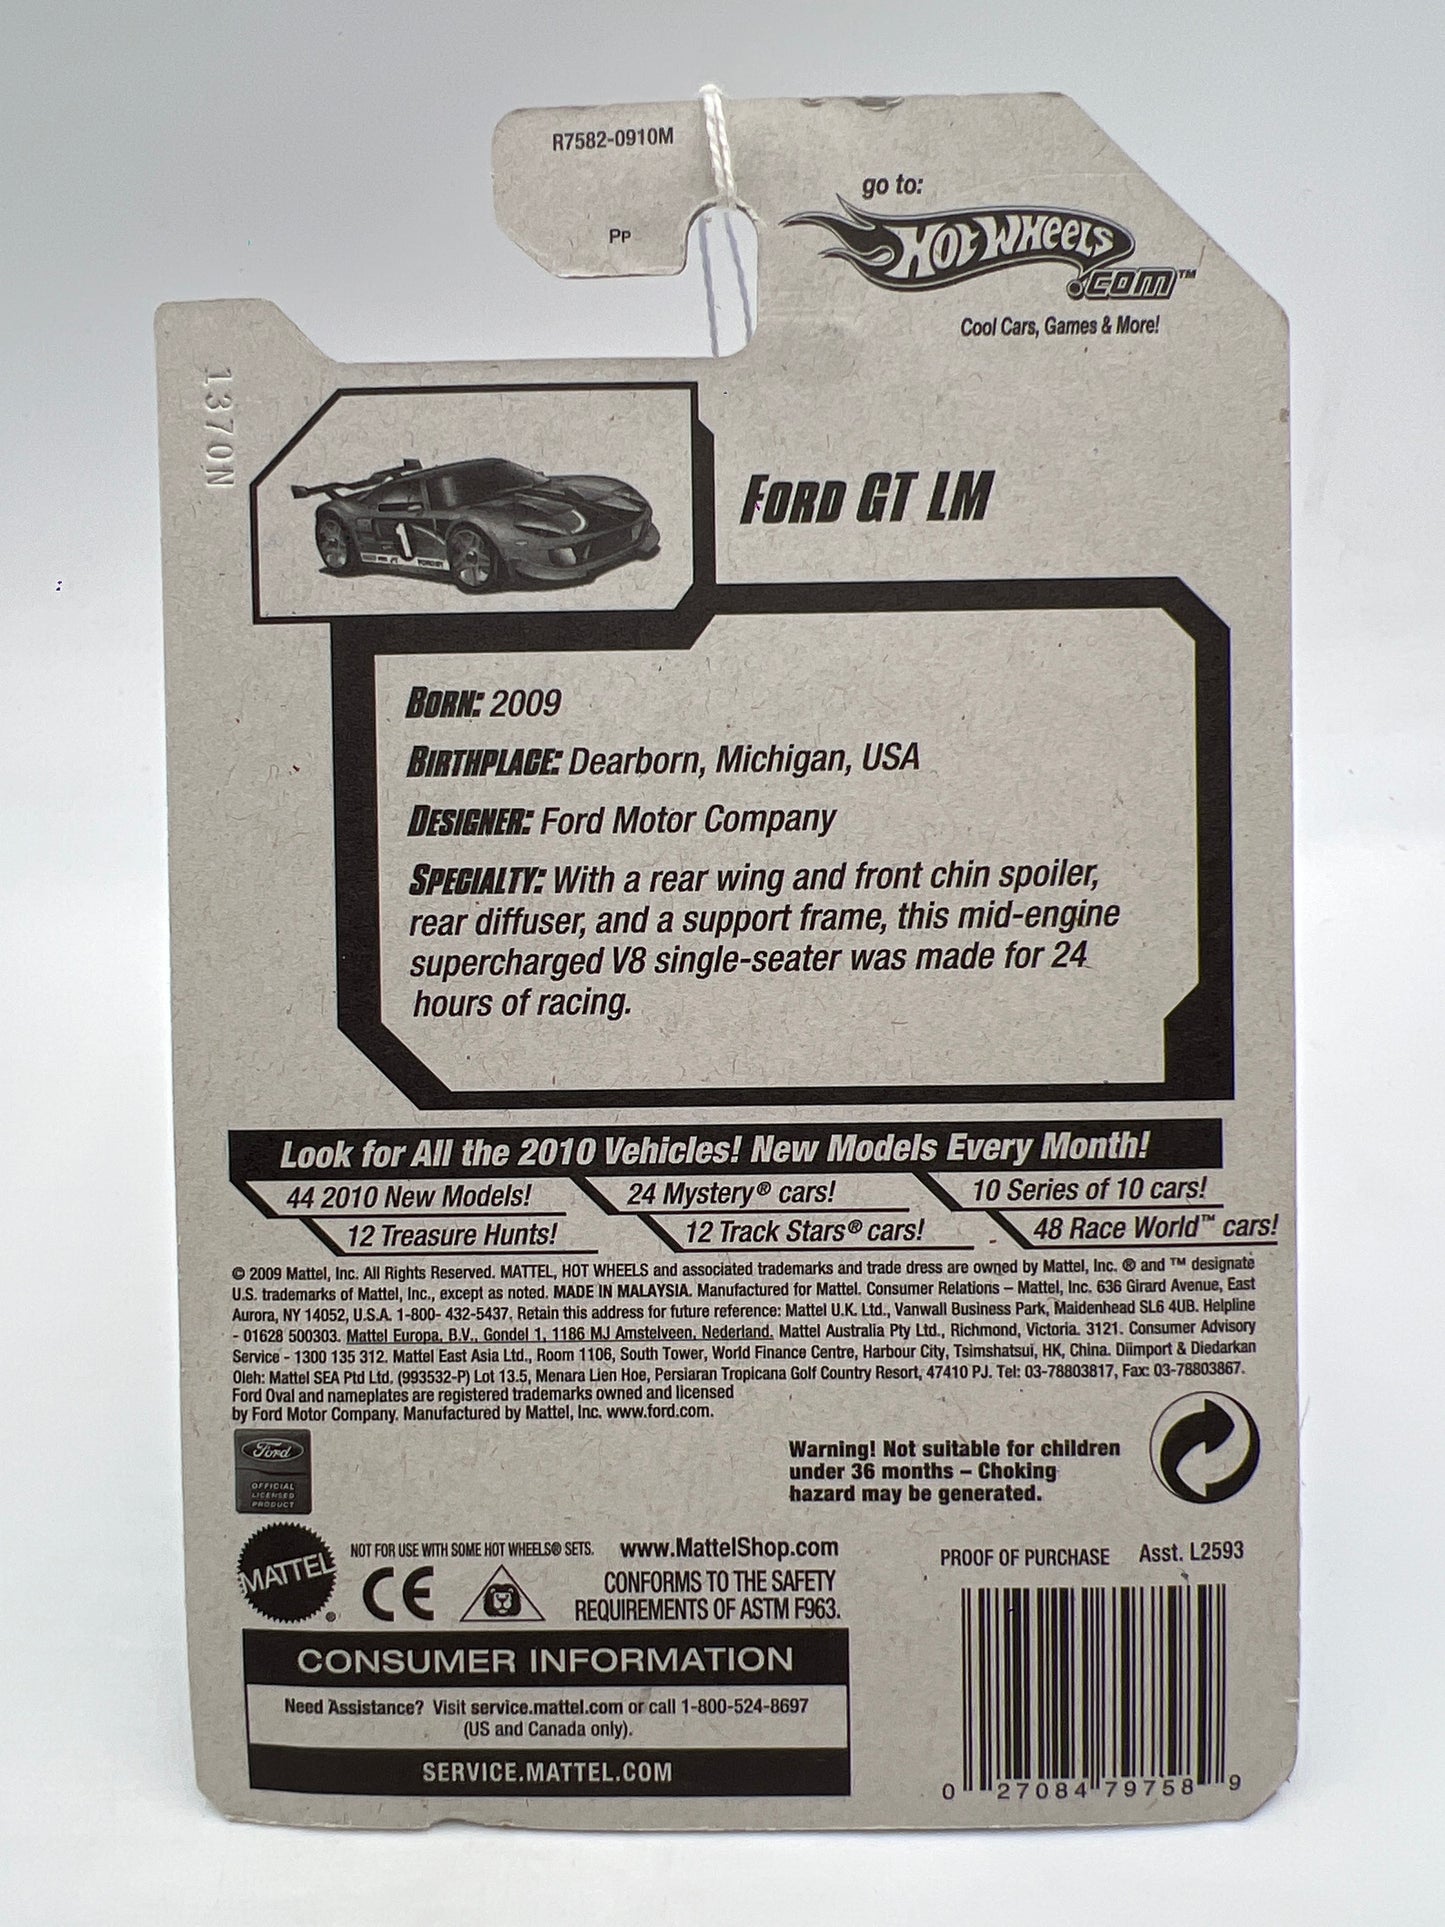 R7582-0910M
PP
go to:
HOT WHEELS
.COM™
Cool Cars, Games & More!
1370N
1
FORD GT LM
BORN: 2009
BIRTHPLACE: Dearborn, Michigan, USA
DESIGNER: Ford Motor Company
SPECIALTY: With a rear wing and front chin spoiler,
rear diffuser, and a support frame, this mid-engine
supercharged V8 single-seater was made for 24
hours of racing.
Look for All the 2010 Vehicles! New Models Every Month!
44 2010 New Models!
24 Mystery® cars!
10 Series of 10 cars!
12 Treasure Hunts!
12 Track Stars® cars!
48 Race World™ cars!
© 2009 Mattel, Inc. All Rights Reserved. MATTEL, HOT WHEELS and associated trademarks and trade dress are owned by Mattel, Inc. ® and ™ designate
U.S. trademarks of Mattel, Inc., except as noted. MADE IN MALAYSIA. Manufactured for Mattel. Consumer Relations – Mattel, Inc. 636 Girard Avenue, East
Aurora, NY 14052, U.S.A. 1-800- 432-5437. Retain this address for future reference: Mattel U.K. Ltd., Vanwall Business Park, Maidenhead SL6 4UB. Helpline
- 01628 500303. Mattel Europa, B.V., Gondel 1, 1186 MJ Amstelveen, Nederland. Mattel Australia Pty Ltd., Richmond, Victoria. 3121. Consumer Advisory
Service - 1300 135 312. Mattel East Asia Ltd., Room 1106, South Tower, World Finance Centre, Harbour City, Tsimshatsui, HK, China. Diimport & Diedarkan
Oleh: Mattel SEA Ptd Ltd. (993532-P) Lot 13.5, Menara Lien Hoe, Persiaran Tropicana Golf Country Resort, 47410 PJ. Tel: 03-78803817, Fax: 03-78803867.
Ford Oval and nameplates are registered trademarks owned and licensed
by Ford Motor Company. Manufactured by Mattel, Inc. www.ford.com.
Ford
OFFICIAL
LICENSED
PRODUCT
Warning! Not suitable for children
under 36 months – Choking
hazard may be generated.
MATTEL®
NOT FOR USE WITH SOME HOT WHEELS® SETS.
www.MattelShop.com
CE
CONFORMS TO THE SAFETY
REQUIREMENTS OF ASTM F963.
PROOF OF PURCHASE Asst. L2593
CONSUMER INFORMATION
Need Assistance? Visit service.mattel.com or call 1-800-524-8697
(US and Canada only).
SERVICE.MATTEL.COM
0 27084 79758 9